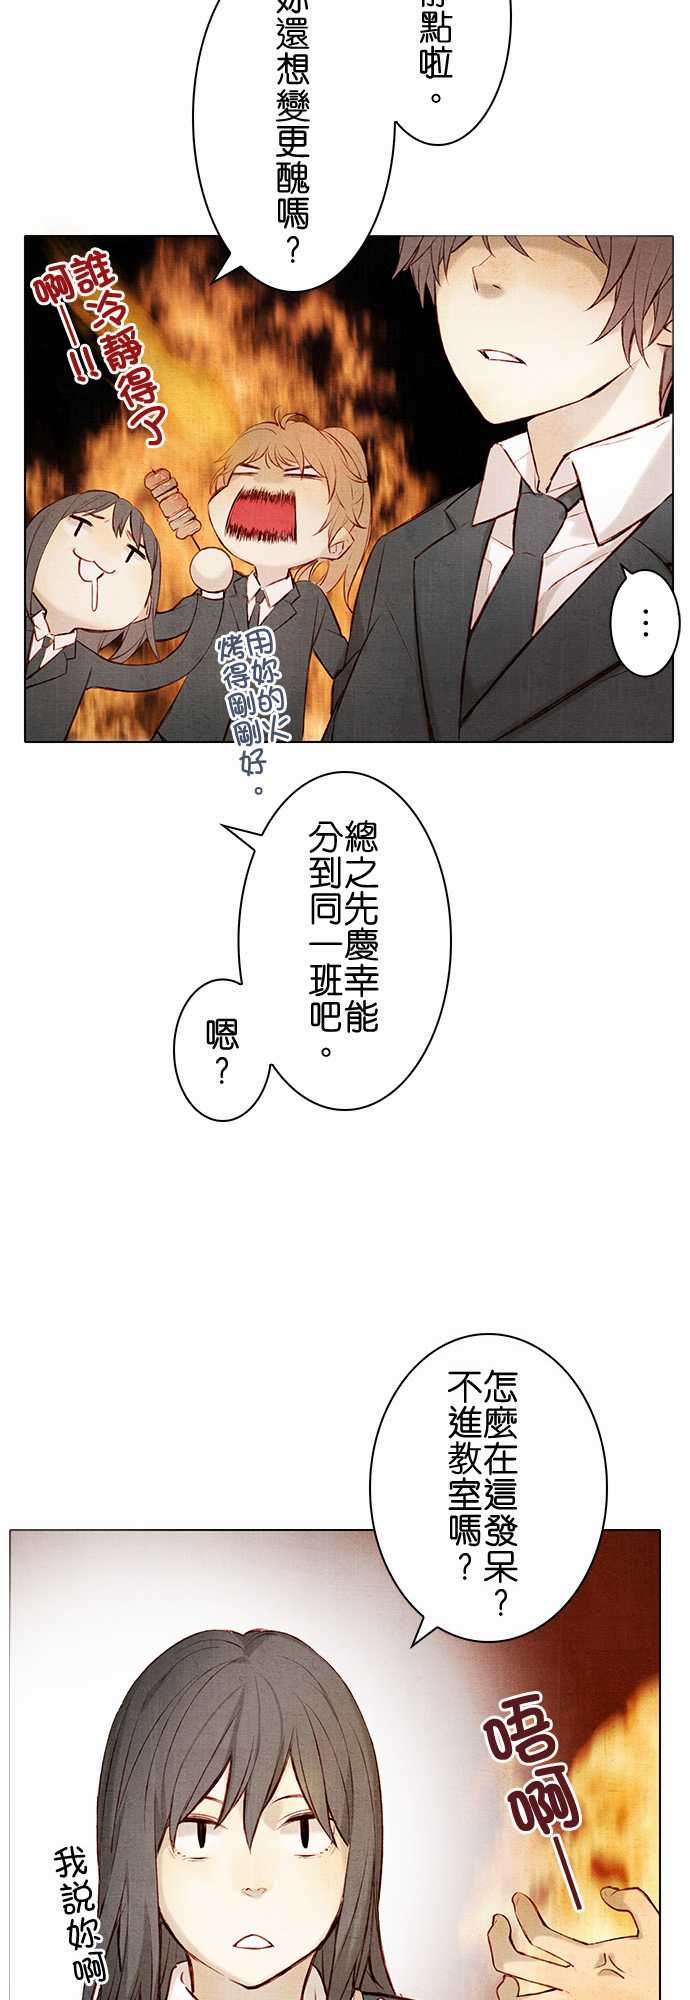 點啦。
還想變更醜嗎？
誰冷靜得了
啊—!!
用妳的火
烤得剛剛好。
…
總之先慶幸能
分到同一班吧。
嗯？
怎麼在這發呆？
不進教室嗎？
唔啊—
我說妳啊